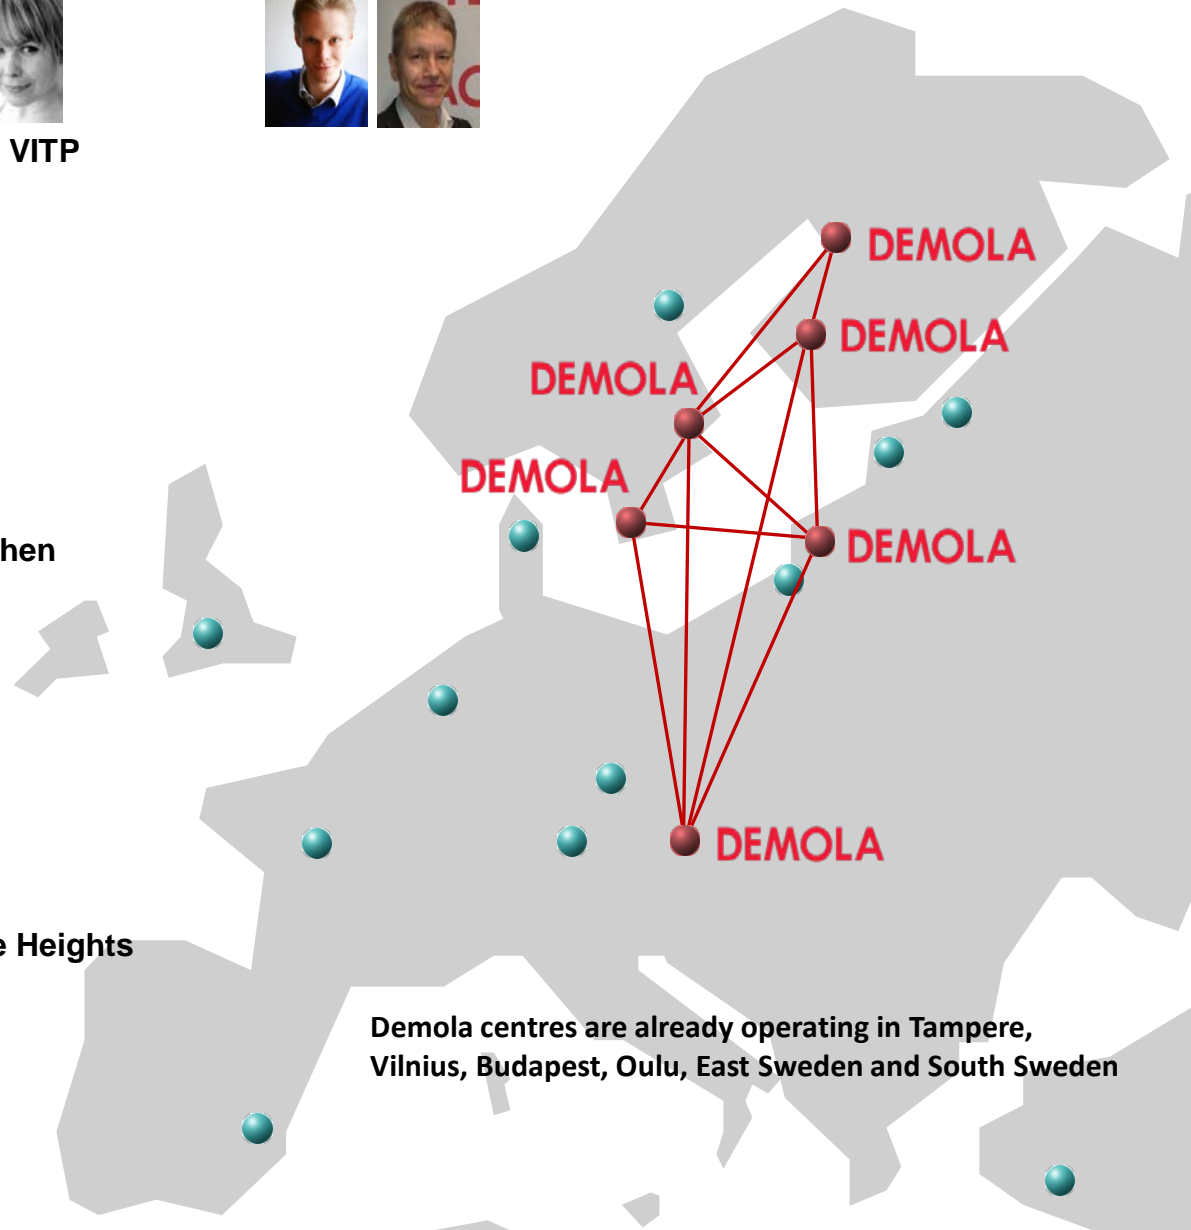 VITP
DEMOLA
DEMOLA
DEMOLA
DEMOLA
hen
DEMOLA
DEMOLA
e Heights
Demola centres are already operating in Tampere,
Vilnius, Budapest, Oulu, East Sweden and South Sweden